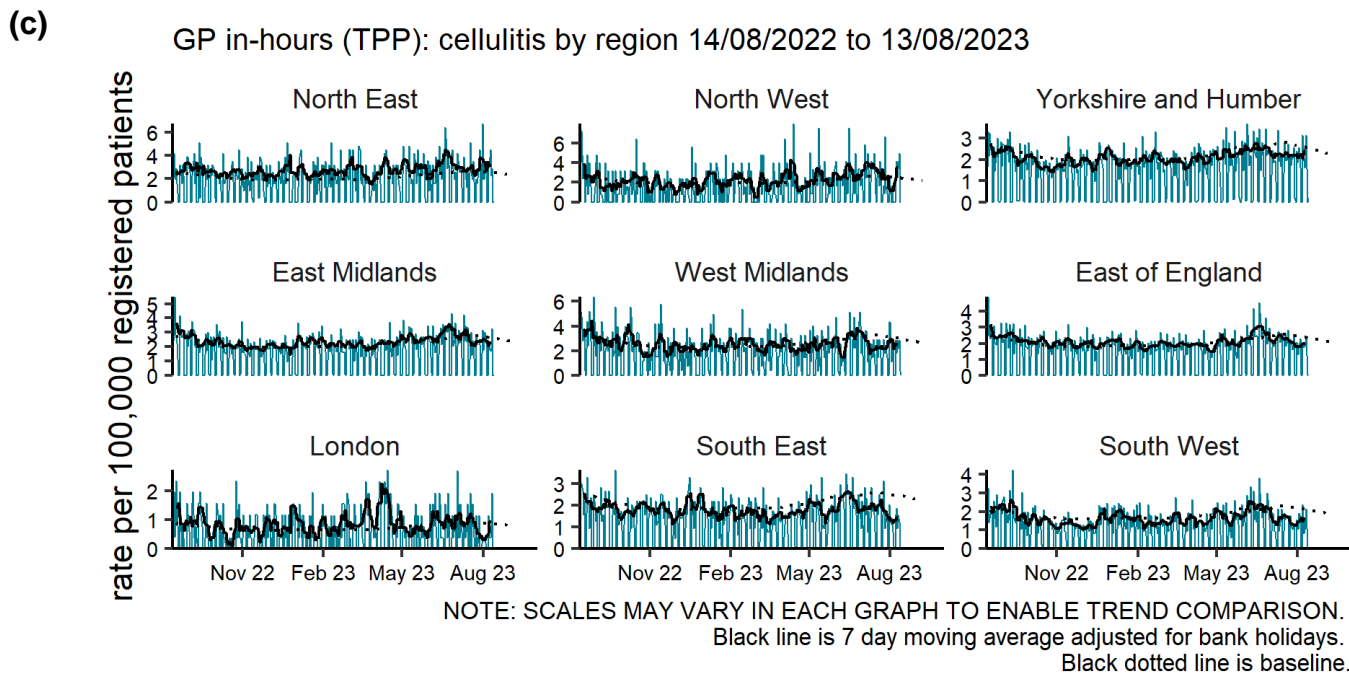 (c)
GP in-hours (TPP): cellulitis by region 14/08/2022 to 13/08/2023
rate per 100,000 registered patients
North East
6
4
2
0
North West
6
4
2
0
Yorkshire and Humber
3
2
1
0
East Midlands
5
4
3
2
1
0
West Midlands
6
4
2
0
East of England
4
3
2
1
0
London
2
1
0
South East
3
2
1
0
South West
4
3
2
1
0
Nov 22 Feb 23 May 23 Aug 23
Nov 22 Feb 23 May 23 Aug 23
Nov 22 Feb 23 May 23 Aug 23
NOTE: SCALES MAY VARY IN EACH GRAPH TO ENABLE TREND COMPARISON.
Black line is 7 day moving average adjusted for bank holidays.
Black dotted line is baseline.